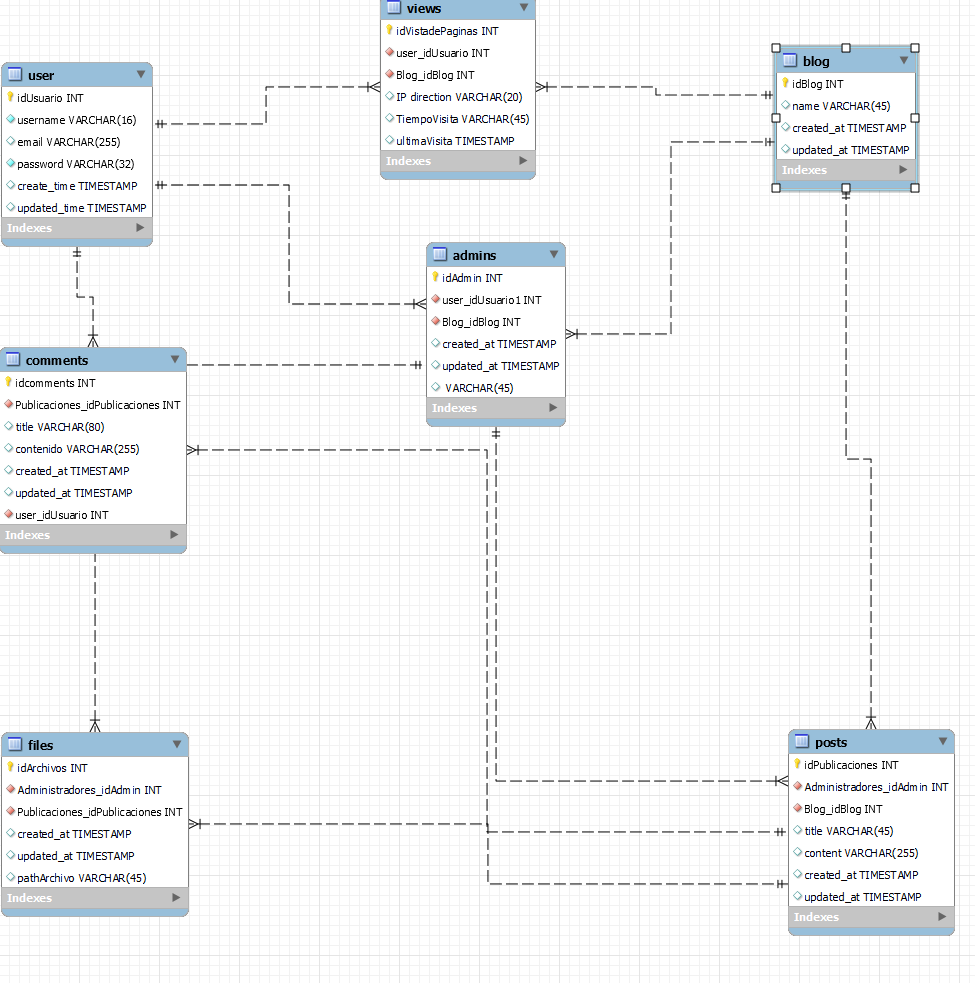 views
idVistadePaginas INT
user_idUsuario INT
Blog_idBlog INT
IP direction VARCHAR(20)
TiempoVisita VARCHAR(45)
ultimaVisita TIMESTAMP
Indexes
user
idUsuario INT
username VARCHAR(16)
email VARCHAR(255)
password VARCHAR(32)
create_time TIMESTAMP
updated_time TIMESTAMP
Indexes
blog
idBlog INT
name VARCHAR(45)
created_at TIMESTAMP
updated_at TIMESTAMP
Indexes
admins
idAdmin INT
user_idUsuario1 INT
Blog_idBlog INT
created_at TIMESTAMP
updated_at TIMESTAMP
VARCHAR(45)
Indexes
comments
idcomments INT
Publicaciones_idPublicaciones INT
title VARCHAR(80)
contenido VARCHAR(255)
created_at TIMESTAMP
updated_at TIMESTAMP
user_idUsuario INT
Indexes
files
idArchivos INT
Administradores_idAdmin INT
Publicaciones_idPublicaciones INT
created_at TIMESTAMP
updated_at TIMESTAMP
pathArchivo VARCHAR(45)
Indexes
posts
idPublicaciones INT
Administradores_idAdmin INT
Blog_idBlog INT
title VARCHAR(45)
content VARCHAR(255)
created_at TIMESTAMP
updated_at TIMESTAMP
Indexes